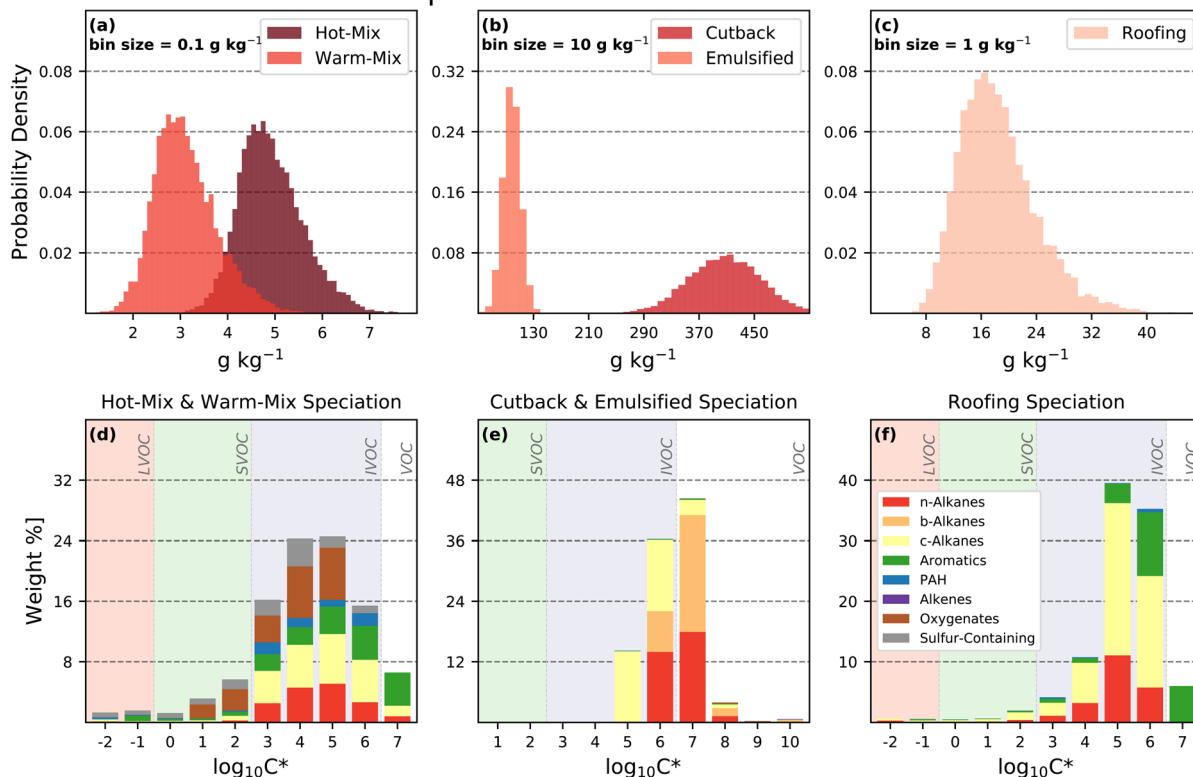 (a)
bin size = 0.1 g kg⁻¹
Hot-Mix
Warm-Mix
Probability Density
0.08
0.06
0.04
0.02
2 3 4 5 6 7
g kg⁻¹
(b)
bin size = 10 g kg⁻¹
Cutback
Emulsified
0.32
0.24
0.16
0.08
130 210 290 370 450
g kg⁻¹
(c)
bin size = 1 g kg⁻¹
Roofing
0.08
0.06
0.04
0.02
8 16 24 32 40
g kg⁻¹
Hot-Mix & Warm-Mix Speciation
(d)
LVOC
SVOC
IVOC
VOC
Weight %]
32
24
16
8
-2 -1 0 1 2 3 4 5 6 7
log₁₀C*
Cutback & Emulsified Speciation
(e)
SVOC
IVOC
VOC
48
36
24
12
1 2 3 4 5 6 7 8 9 10
log₁₀C*
Roofing Speciation
(f)
LVOC
SVOC
IVOC
40
30
20
10
n-Alkanes
b-Alkanes
c-Alkanes
Aromatics
PAH
Alkenes
Oxygenates
Sulfur-Containing
-2 -1 0 1 2 3 4 5 6 7
log₁₀C*